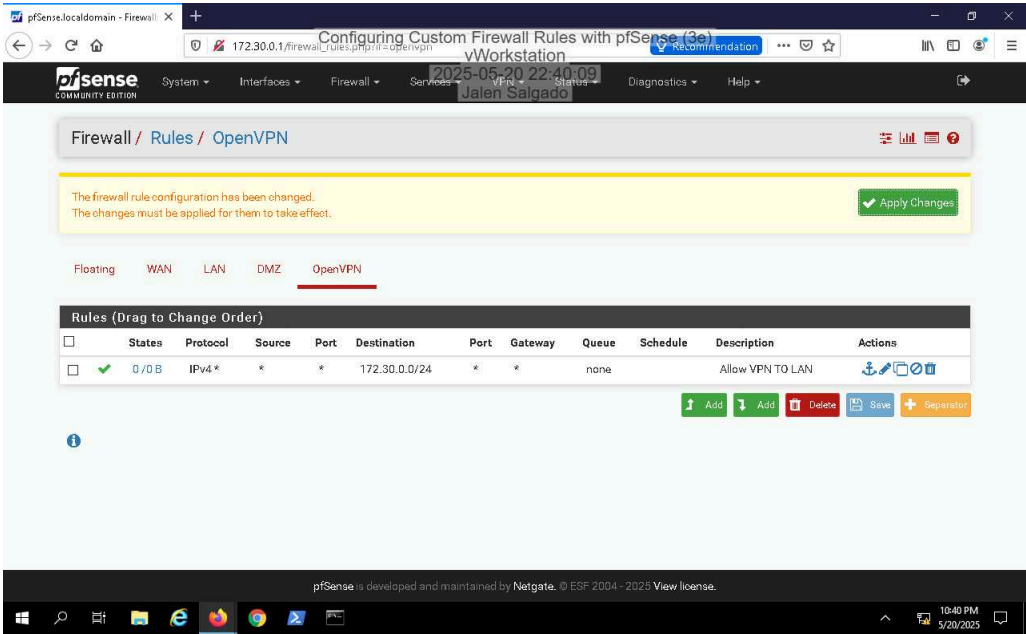 pfSense.localdomain - Firewall
Configuring Custom Firewall Rules with pfSense (3e)
vWorkstation
2025-05-20 22:40:09
Jalen Salgado
172.30.0.1/firewall_rules.php?if=openvpn
Recommendation
pfsense
COMMUNITY EDITION
System
Interfaces
Firewall
Services
VPN
Status
Diagnostics
Help
Firewall / Rules / OpenVPN
The firewall rule configuration has been changed.
The changes must be applied for them to take effect.
Apply Changes
Floating WAN LAN DMZ OpenVPN
Rules (Drag to Change Order)
States Protocol Source Port Destination Port Gateway Queue Schedule Description Actions
0 /0 B IPv4 * * * 172.30.0.0/24 * * none Allow VPN TO LAN
Add Add Delete Save Separator
pfSense is developed and maintained by Netgate. © ESF 2004 - 2025 View license.
10:40 PM
5/20/2025